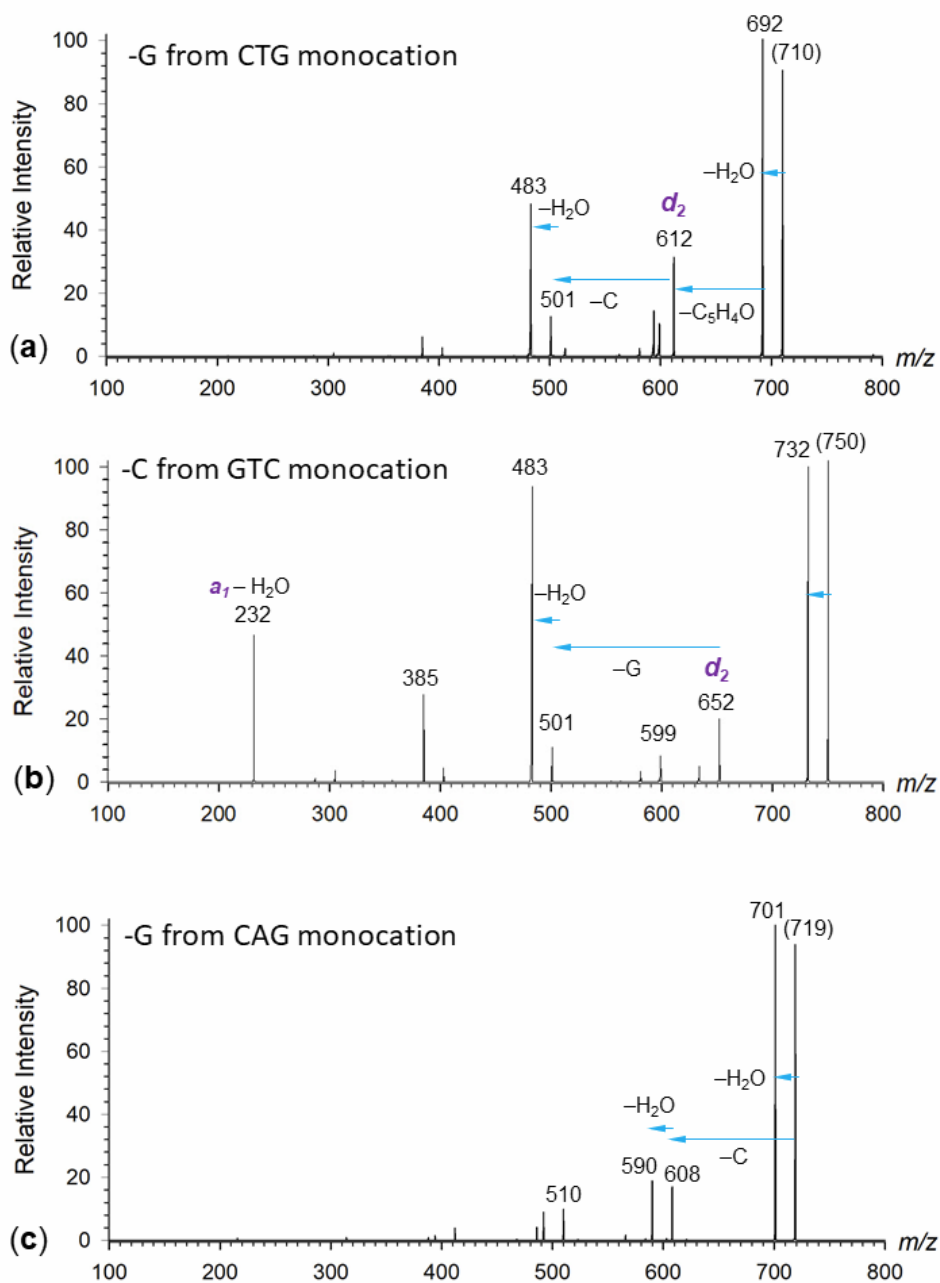 -G from CTG monocation
692
(710)
100
80
60
40
20
0
Relative Intensity
–H₂O
483
–H₂O
d₂
612
501
–C
–C₅H₄O
(a)
100 200 300 400 500 600 700 800
m/z
-C from GTC monocation
483
732
(750)
100
80
60
40
20
0
Relative Intensity
a₁ – H₂O
232
–H₂O
385
–G
d₂
652
501
599
(b)
100 200 300 400 500 600 700 800
m/z
-G from CAG monocation
701
(719)
100
80
60
40
20
0
Relative Intensity
–H₂O
–H₂O
–C
590
608
510
(c)
100 200 300 400 500 600 700 800
m/z